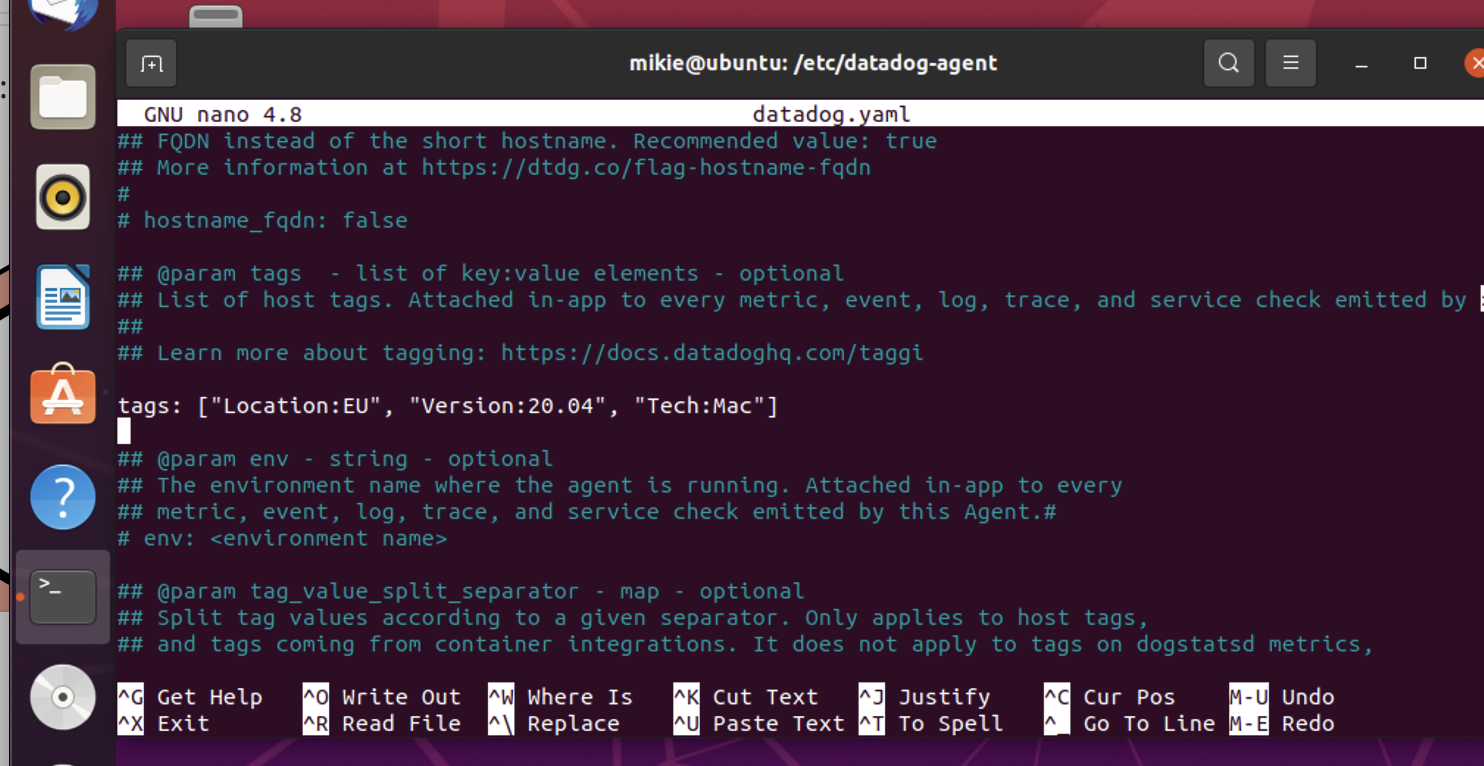 mikie@ubuntu: /etc/datadog-agent
GNU nano 4.8 datadog.yaml
## FQDN instead of the short hostname. Recommended value: true
## More information at https://dtdg.co/flag-hostname-fqdn
#
# hostname_fqdn: false
## @param tags  - list of key:value elements - optional
## List of host tags. Attached in-app to every metric, event, log, trace, and service check emitted by
##
## Learn more about tagging: https://docs.datadoghq.com/taggi
tags: ["Location:EU", "Version:20.04", "Tech:Mac"]
## @param env - string - optional
## The environment name where the agent is running. Attached in-app to every
## metric, event, log, trace, and service check emitted by this Agent.#
# env: <environment name>
## @param tag_value_split_separator - map - optional
## Split tag values according to a given separator. Only applies to host tags,
## and tags coming from container integrations. It does not apply to tags on dogstatsd metrics,
^G Get Help ^O Write Out ^W Where Is ^K Cut Text ^J Justify ^C Cur Pos M-U Undo
^X Exit ^R Read File ^\ Replace ^U Paste Text ^T To Spell ^_ Go To Line M-E Redo